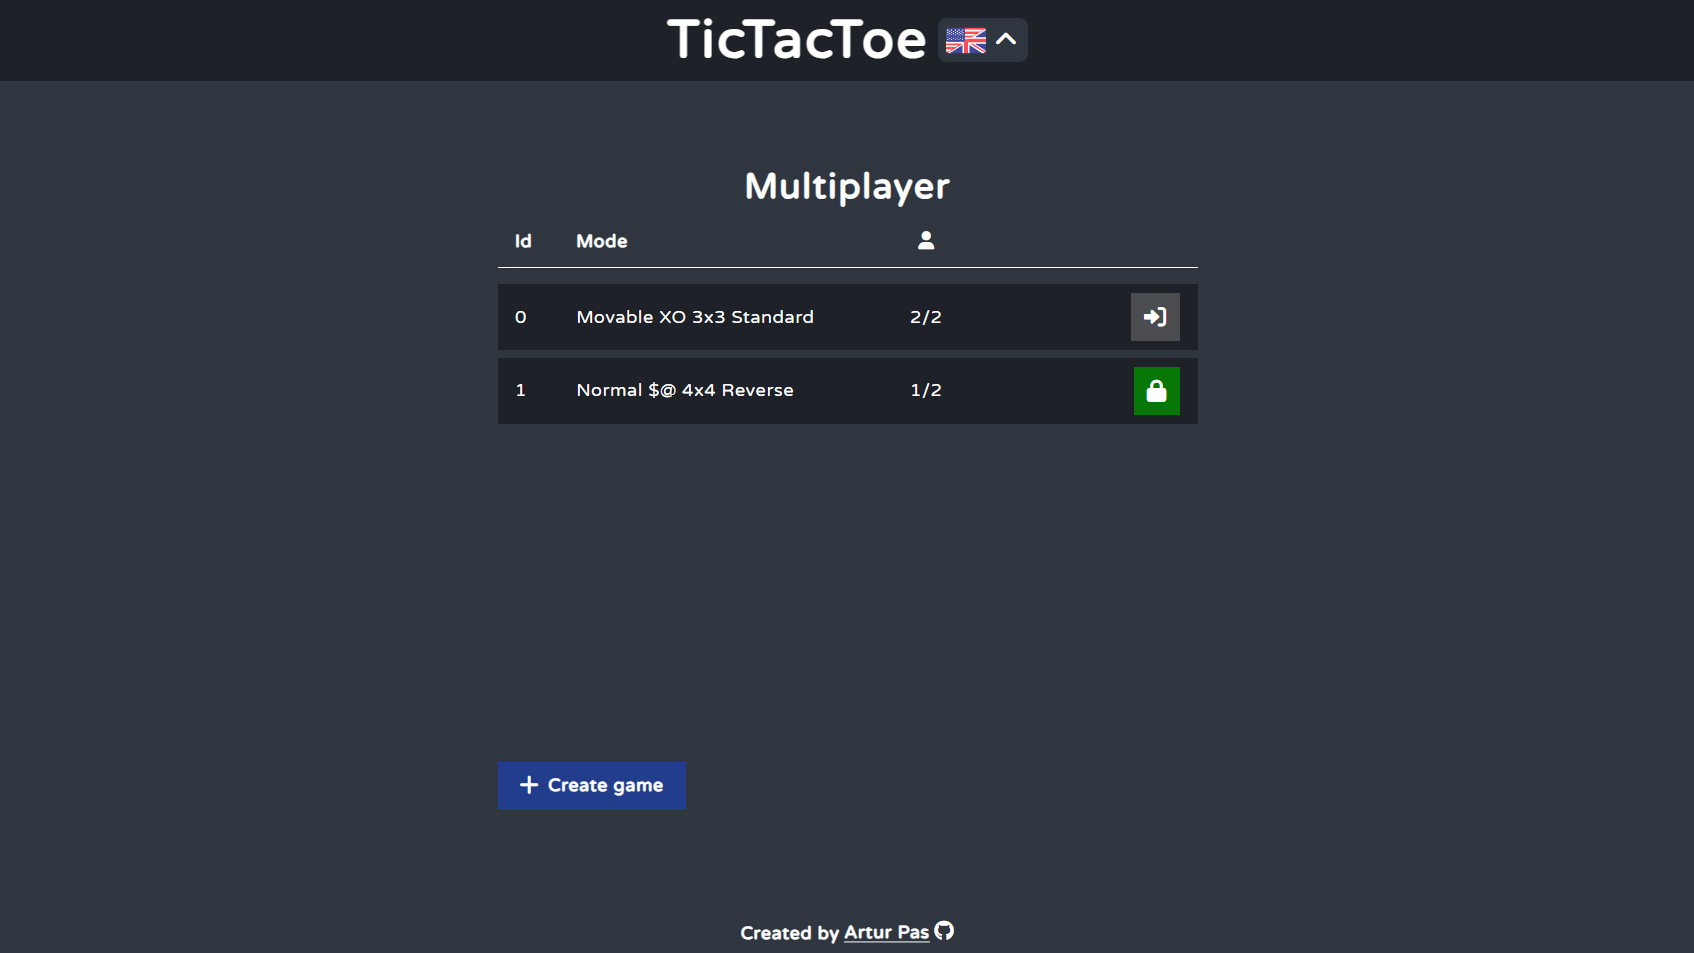 TicTacToe
Multiplayer
Id Mode
0 Movable XO 3x3 Standard 2/2
1 Normal $@ 4x4 Reverse 1/2
Create game
Created by Artur Pas